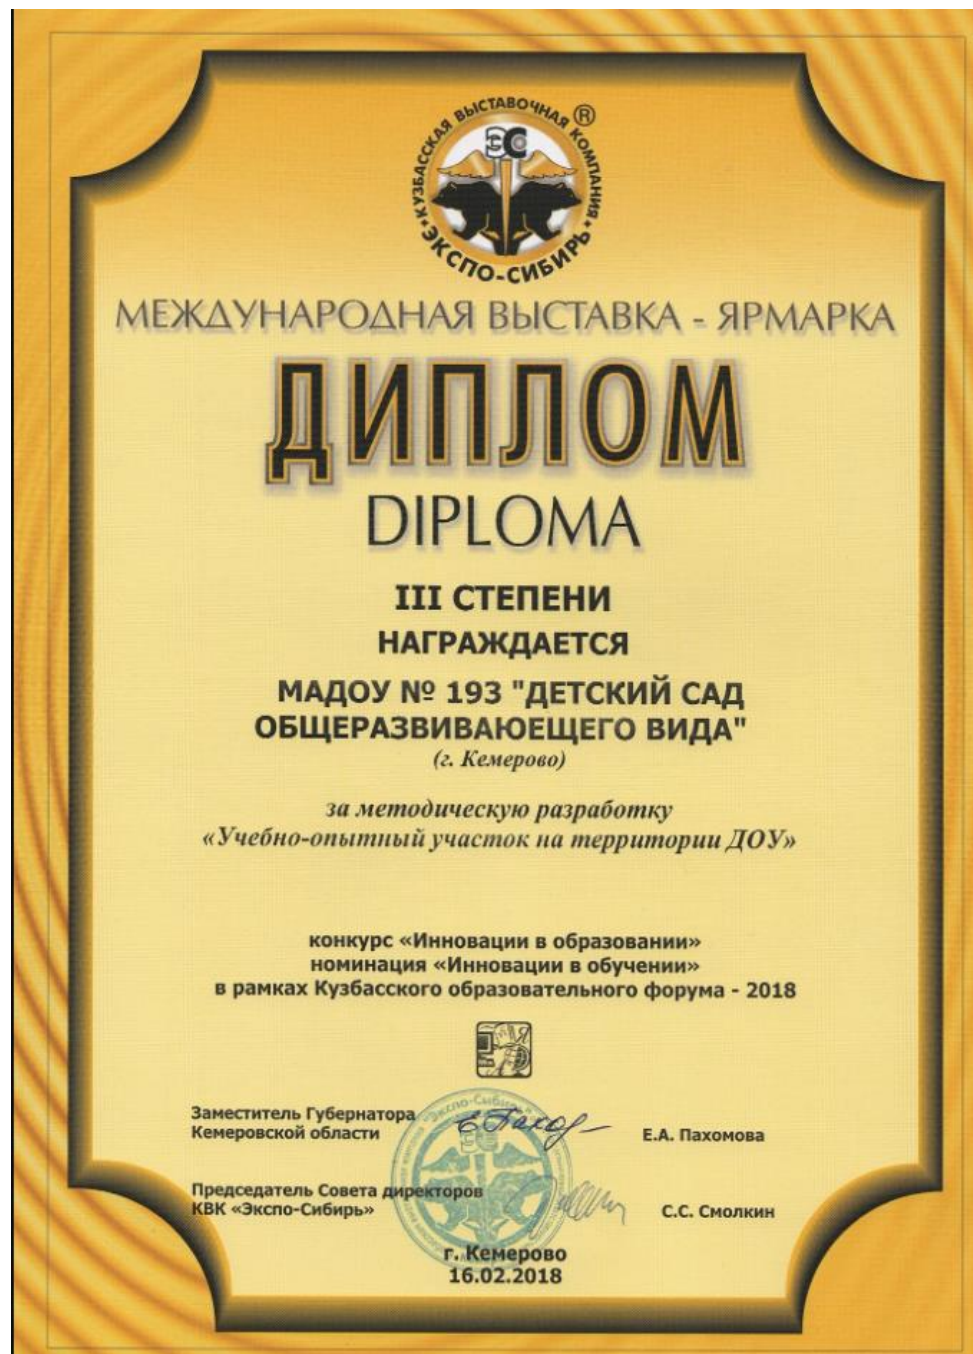 КУЗБАССКАЯ ВЫСТАВОЧНАЯ КОМПАНИЯ ®
ЭС
ЭКСПО-СИБИРЬ
МЕЖДУНАРОДНАЯ ВЫСТАВКА - ЯРМАРКА
ДИПЛОМ
DIPLOMA
III СТЕПЕНИ
НАГРАЖДАЕТСЯ
МАДОУ № 193 "ДЕТСКИЙ САД
ОБЩЕРАЗВИВАЮЕЩЕГО ВИДА"
(г. Кемерово)
за методическую разработку
«Учебно-опытный участок на территории ДОУ»
конкурс «Инновации в образовании»
номинация «Инновации в обучении»
в рамках Кузбасского образовательного форума - 2018
Заместитель Губернатора
Кемеровской области
Е.А. Пахомова
Председатель Совета директоров
КВК «Экспо-Сибирь»
С.С. Смолкин
"Экспо-Сибирь"
г. Кемерово
16.02.2018